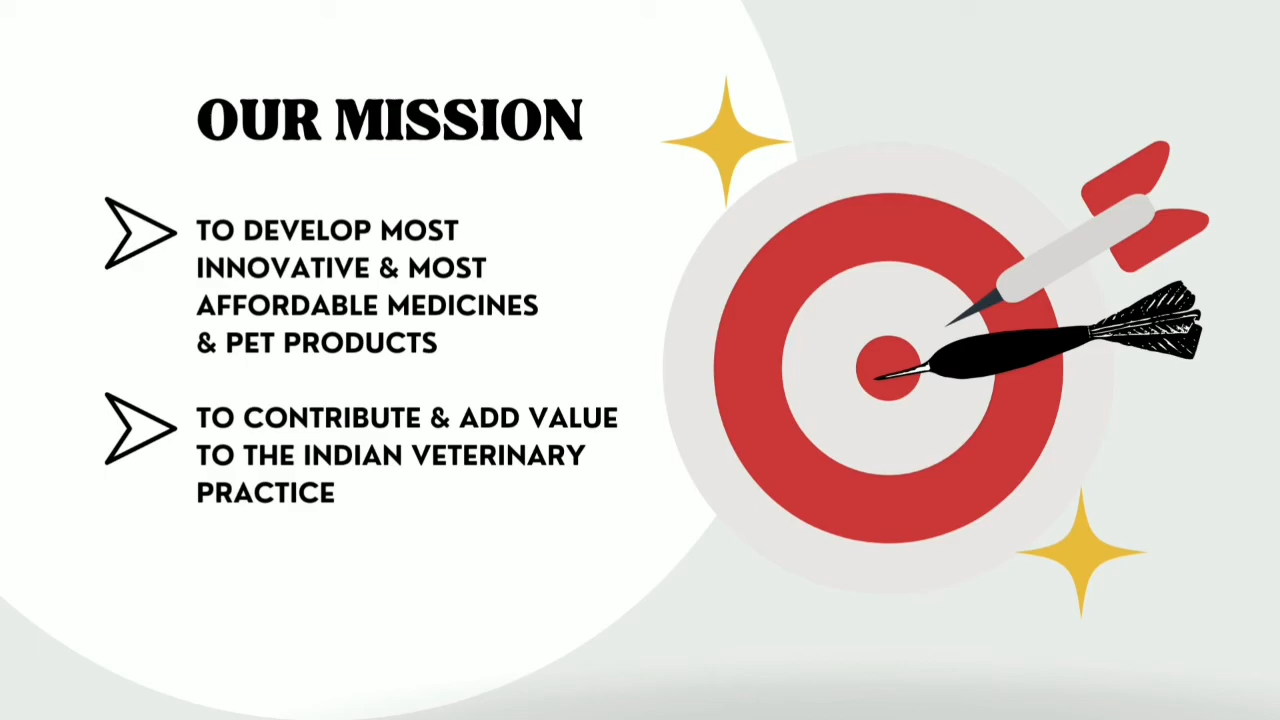 OUR MISSION
TO DEVELOP MOST
INNOVATIVE & MOST
AFFORDABLE MEDICINES
& PET PRODUCTS
TO CONTRIBUTE & ADD VALUE
TO THE INDIAN VETERINARY
PRACTICE